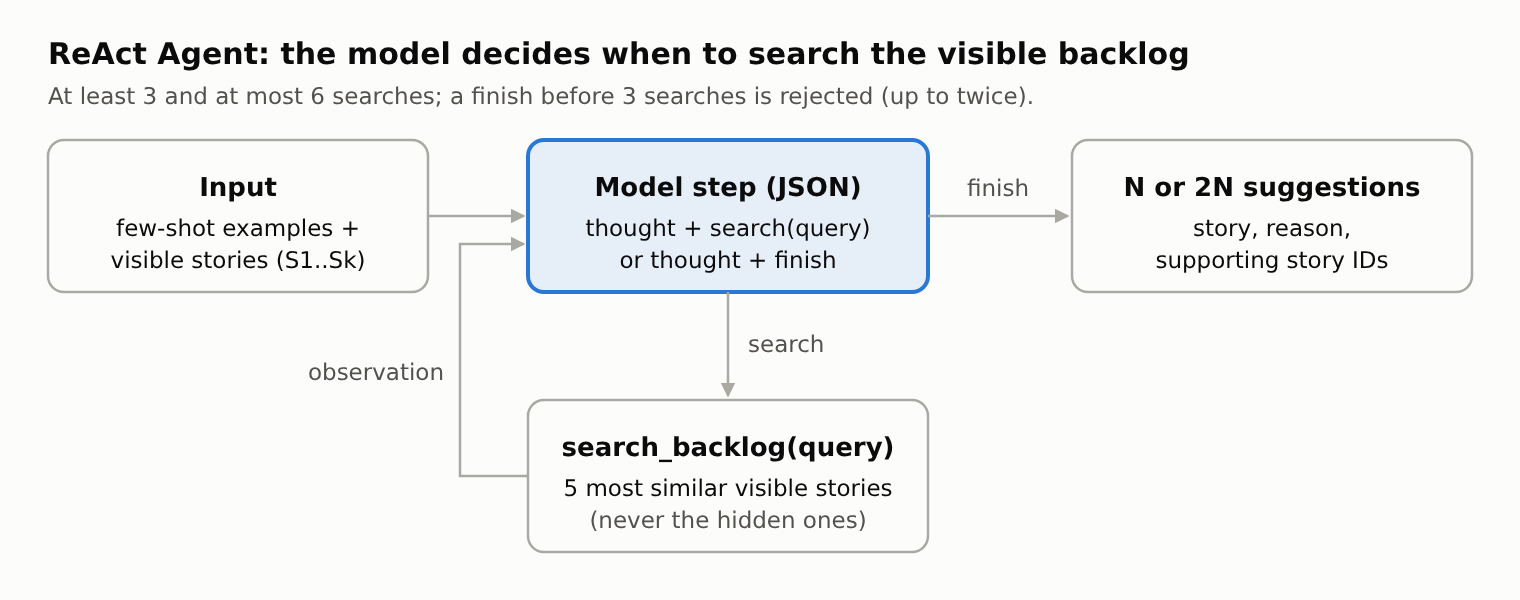 ReAct Agent: the model decides when to search the visible backlog
At least 3 and at most 6 searches; a finish before 3 searches is rejected (up to twice).
Input
few-shot examples +
visible stories (S1..Sk)
Model step (JSON)
thought + search(query)
or thought + finish
finish
N or 2N suggestions
story, reason,
supporting story IDs
search
observation
search_backlog(query)
5 most similar visible stories
(never the hidden ones)